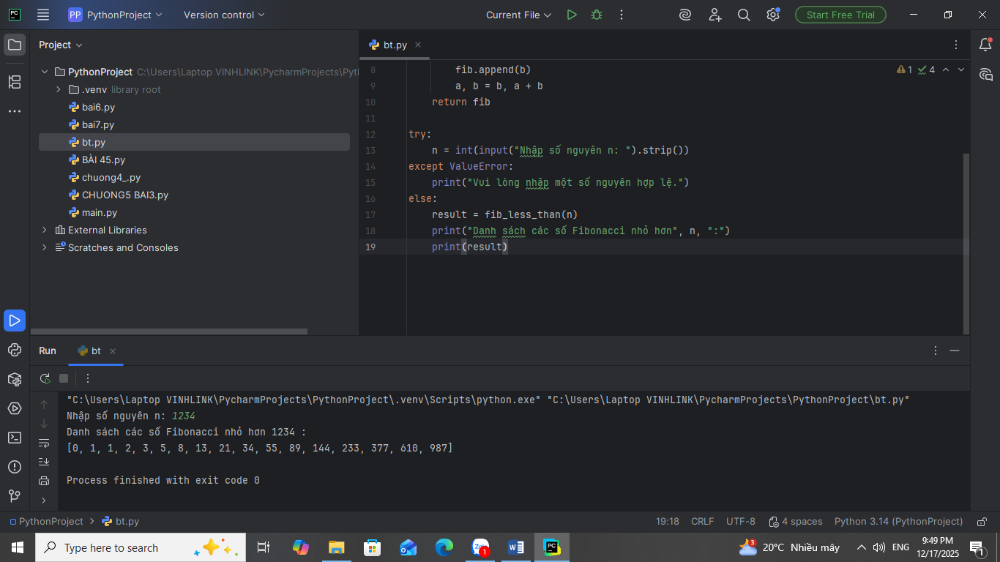 PC
PP PythonProject
Version control
Current File
Start Free Trial
Project
PythonProject C:\Users\Laptop VINHLINK\PycharmProjects\Pyt
.venv library root
bai6.py
bai7.py
bt.py
BÀI 45.py
chuong4_.py
CHUONG5 BAI3.py
main.py
External Libraries
Scratches and Consoles
bt.py
1 4
8 fib.append(b)
9 a, b = b, a + b
10 return fib
11
12 try:
13 n = int(input("Nhập số nguyên n: ").strip())
14 except ValueError:
15 print("Vui lòng nhập một số nguyên hợp lệ.")
16 else:
17 result = fib_less_than(n)
18 print("Danh sách các số Fibonacci nhỏ hơn", n, ":")
19 print(result)
Run bt
"C:\Users\Laptop VINHLINK\PycharmProjects\PythonProject\.venv\Scripts\python.exe" "C:\Users\Laptop VINHLINK\PycharmProjects\PythonProject\bt.py"
Nhập số nguyên n: 1234
Danh sách các số Fibonacci nhỏ hơn 1234 :
[0, 1, 1, 2, 3, 5, 8, 13, 21, 34, 55, 89, 144, 233, 377, 610, 987]
Process finished with exit code 0
PythonProject > bt.py
19:18 CRLF UTF-8 4 spaces Python 3.14 (PythonProject)
Type here to search
1
W
PC
3
20°C Nhiều mây
ENG
9:49 PM
12/17/2025
1